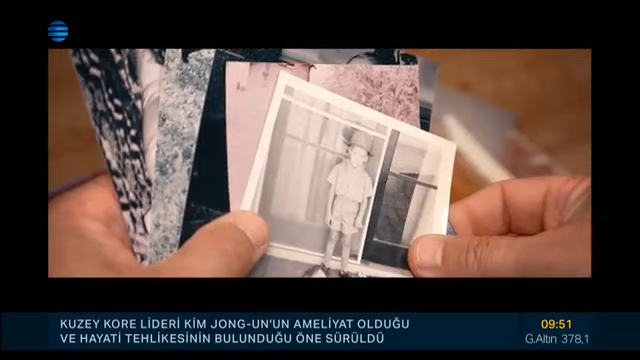 KUZEY KORE LİDERİ KİM JONG-UN'UN AMELİYAT OLDUĞU
VE HAYATİ TEHLİKESİNİN BULUNDUĞU ÖNE SÜRÜLDÜ
09:51
G.Altın 378,1